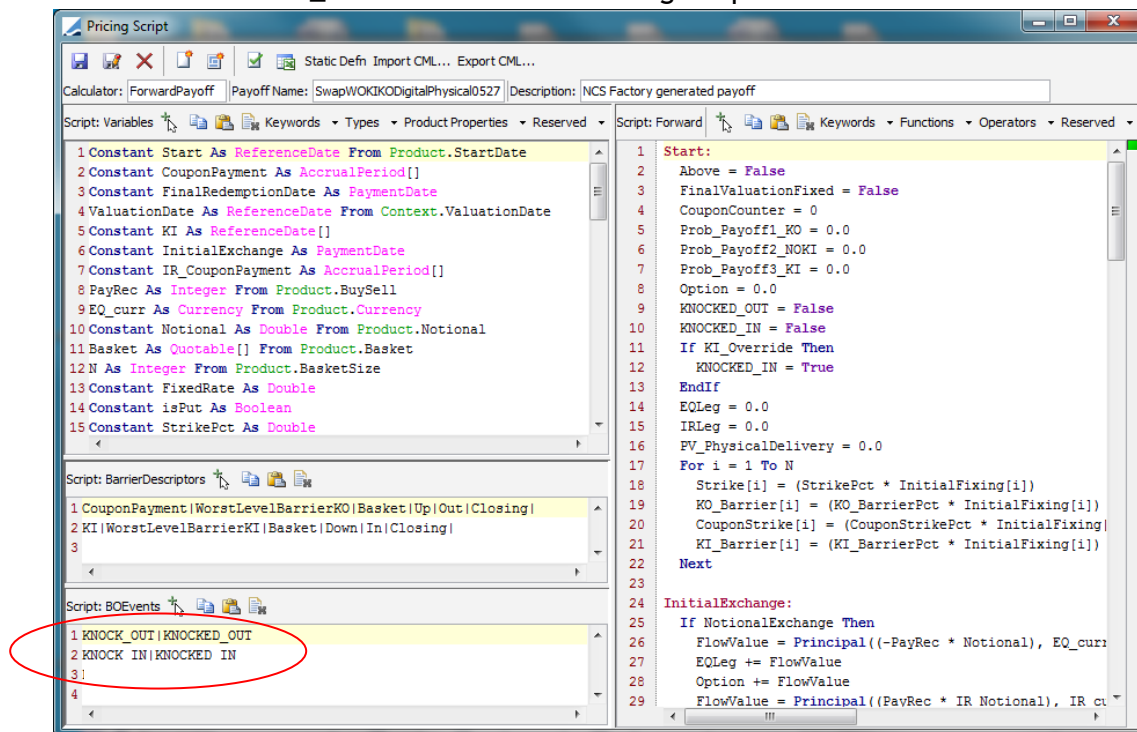 Pricing Script
Static Defn Import CML... Export CML...
Calculator: ForwardPayoff Payoff Name: SwapWOKIKODigitalPhysical0527 Description: NCS Factory generated payoff
Script: Variables Keywords Types Product Properties Reserved
1 Constant Start As ReferenceDate From Product.StartDate
2 Constant CouponPayment As AccrualPeriod[]
3 Constant FinalRedemptionDate As PaymentDate
4 ValuationDate As ReferenceDate From Context.ValuationDate
5 Constant KI As ReferenceDate[]
6 Constant InitialExchange As PaymentDate
7 Constant IR_CouponPayment As AccrualPeriod[]
8 PayRec As Integer From Product.BuySell
9 EQ_curr As Currency From Product.Currency
10 Constant Notional As Double From Product.Notional
11 Basket As Quotable[] From Product.Basket
12 N As Integer From Product.BasketSize
13 Constant FixedRate As Double
14 Constant isPut As Boolean
15 Constant StrikePct As Double
Script: BarrierDescriptors
1 CouponPayment|WorstLevelBarrierKO|Basket|Up|Out|Closing|
2 KI|WorstLevelBarrierKI|Basket|Down|In|Closing|
3
Script: BOEvents
1 KNOCK_OUT|KNOCKED_OUT
2 KNOCK IN|KNOCKED IN
3
4
Script: Forward Keywords Functions Operators Reserved
1 Start:
2 Above = False
3 FinalValuationFixed = False
4 CouponCounter = 0
5 Prob_Payoff1_KO = 0.0
6 Prob_Payoff2_NOKI = 0.0
7 Prob_Payoff3_KI = 0.0
8 Option = 0.0
9 KNOCKED_OUT = False
10 KNOCKED_IN = False
11 If KI_Override Then
12 KNOCKED_IN = True
13 EndIf
14 EQLeg = 0.0
15 IRLeg = 0.0
16 PV_PhysicalDelivery = 0.0
17 For i = 1 To N
18 Strike[i] = (StrikePct * InitialFixing[i])
19 KO_Barrier[i] = (KO_BarrierPct * InitialFixing[i])
20 CouponStrike[i] = (CouponStrikePct * InitialFixing[
21 KI_Barrier[i] = (KI_BarrierPct * InitialFixing[i])
22 Next
23
24 InitialExchange:
25 If NotionalExchange Then
26 FlowValue = Principal((-PayRec * Notional), EQ_curr
27 EQLeg += FlowValue
28 Option += FlowValue
29 FlowValue = Principal((PayRec * IR Notional), IR cu